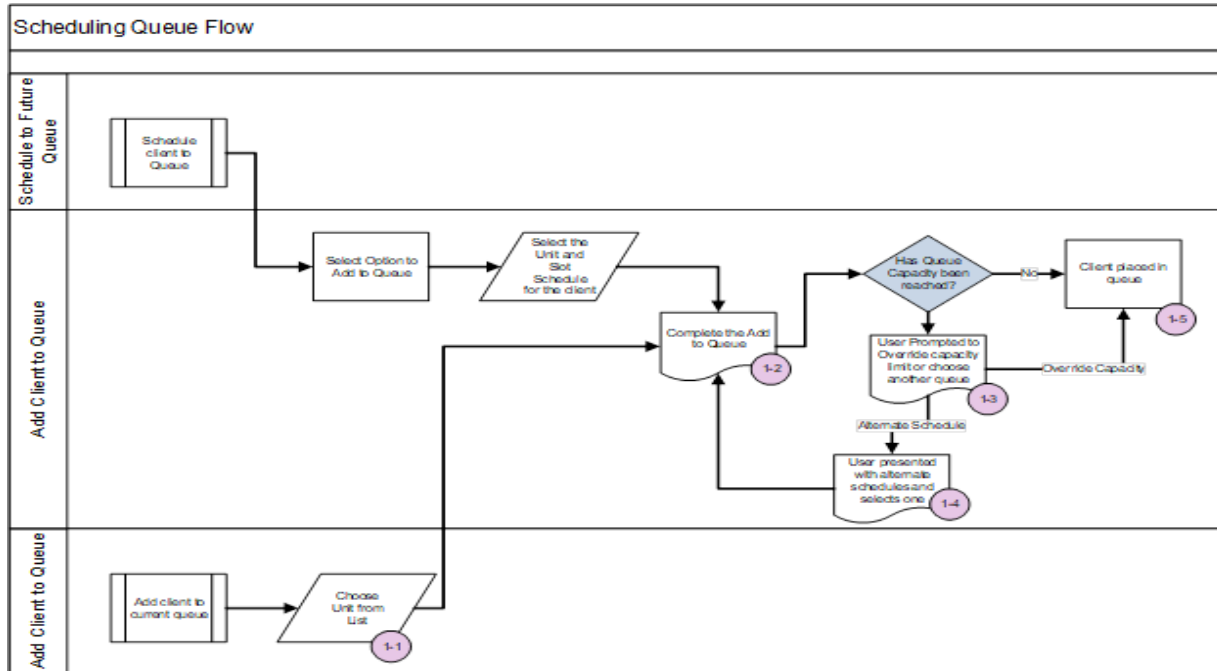 Scheduling Queue Flow
Schedule to Future
Queue
Schedule
client to
Queue
Add Client to Queue
Select Option to
Add to Queue
Select the
Unit and
Slot
Schedule
for the client
Complete the Add
to Queue
1-2
Has Queue
Capacity been
reached?
No
Client placed in
queue
1-5
User Prompted to
Override capacity
limit or choose
another queue
1-3
Override Capacity
Alternate Schedule
User presented
with alternate
schedules and
selects one
1-4
Add Client to Queue
Add client to
current queue
Choose
Unit from
List
1-1